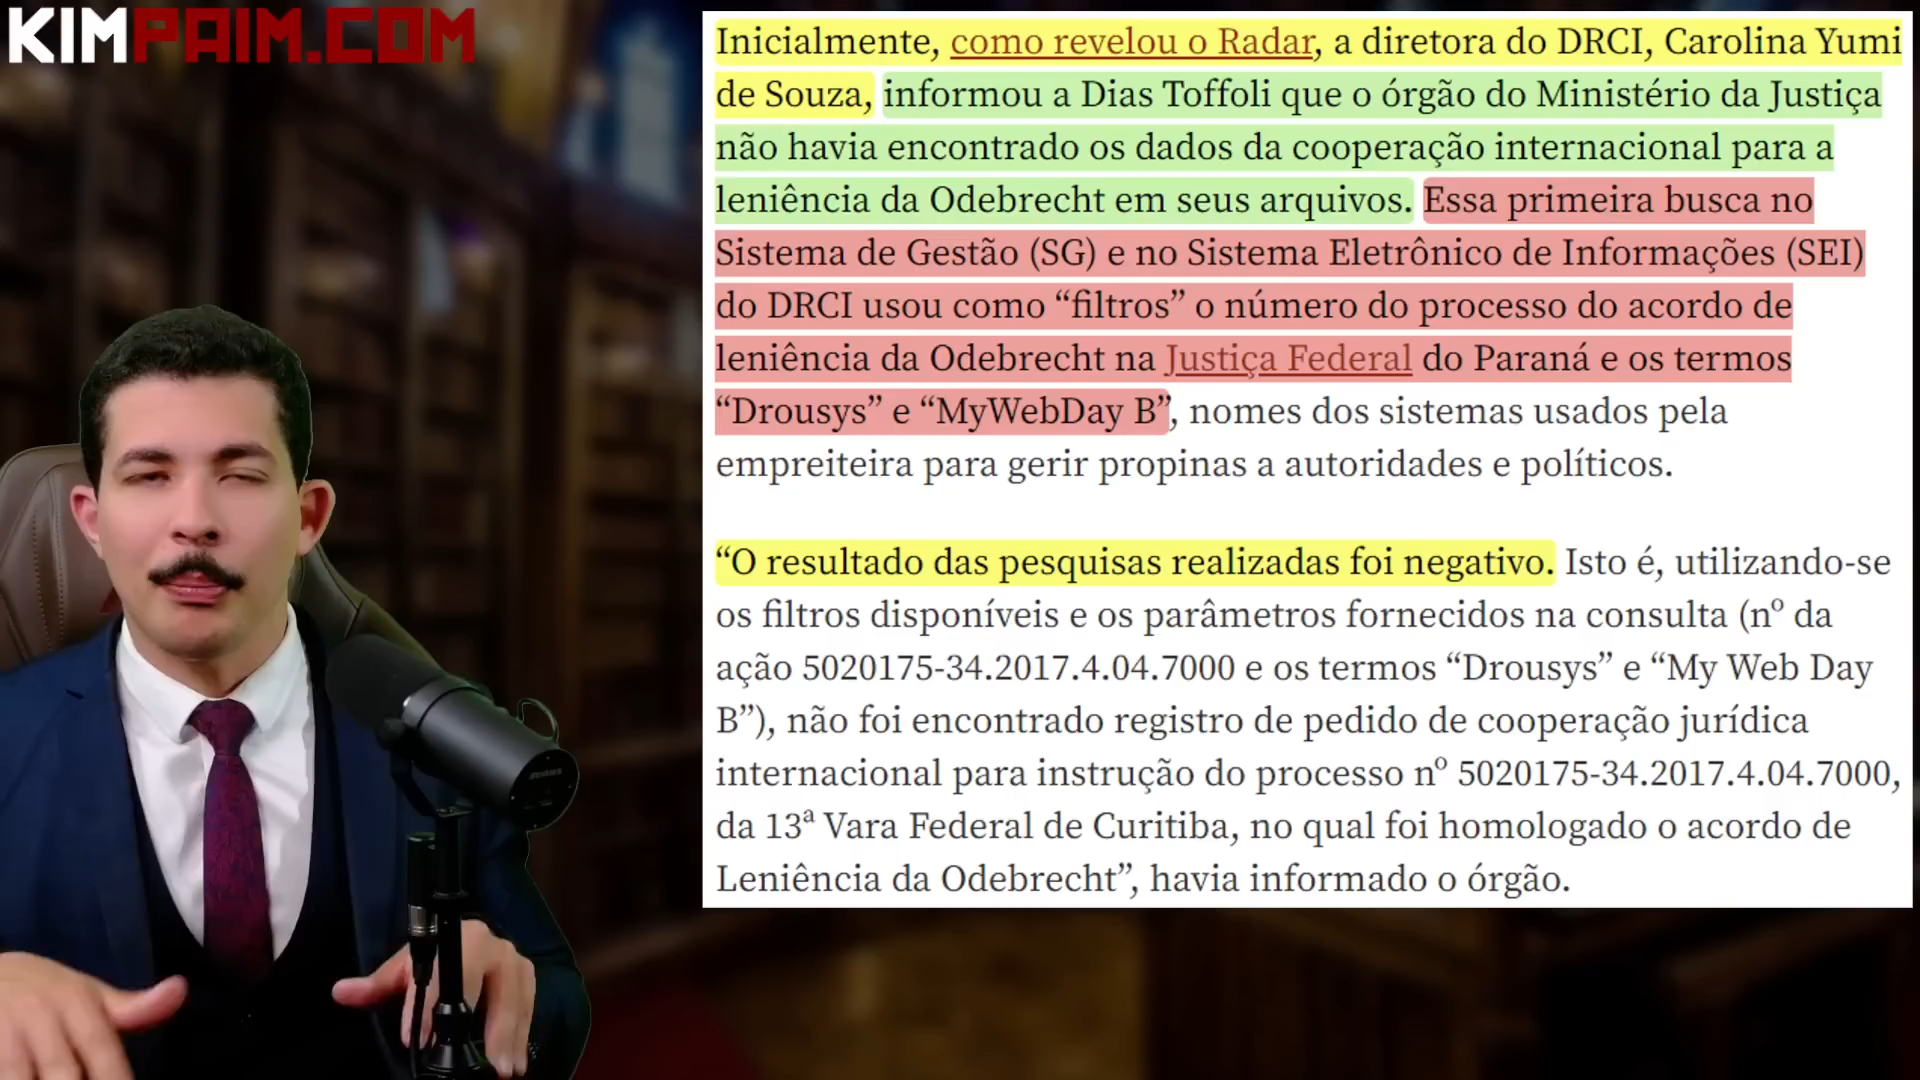 KIMPAIM.COM
Inicialmente, como revelou o Radar, a diretora do DRCI, Carolina Yumi
de Souza, informou a Dias Toffoli que o órgão do Ministério da Justiça
não havia encontrado os dados da cooperação internacional para a
leniência da Odebrecht em seus arquivos. Essa primeira busca no
Sistema de Gestão (SG) e no Sistema Eletrônico de Informações (SEI)
do DRCI usou como “filtros” o número do processo do acordo de
leniência da Odebrecht na Justiça Federal do Paraná e os termos
“Drousys” e “MyWebDay B”, nomes dos sistemas usados pela
empreiteira para gerir propinas a autoridades e políticos.
“O resultado das pesquisas realizadas foi negativo. Isto é, utilizando-se
os filtros disponíveis e os parâmetros fornecidos na consulta (nº da
ação 5020175-34.2017.4.04.7000 e os termos “Drousys” e “My Web Day
B”), não foi encontrado registro de pedido de cooperação jurídica
internacional para instrução do processo nº 5020175-34.2017.4.04.7000,
da 13ª Vara Federal de Curitiba, no qual foi homologado o acordo de
Leniência da Odebrecht”, havia informado o órgão.